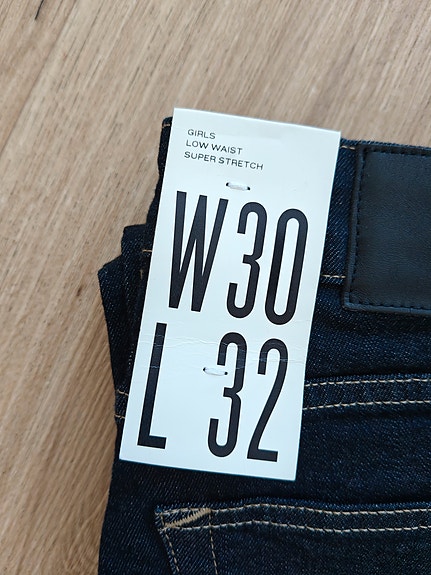 GIRLS
LOW WAIST
SUPER STRETCH
W30
L 32